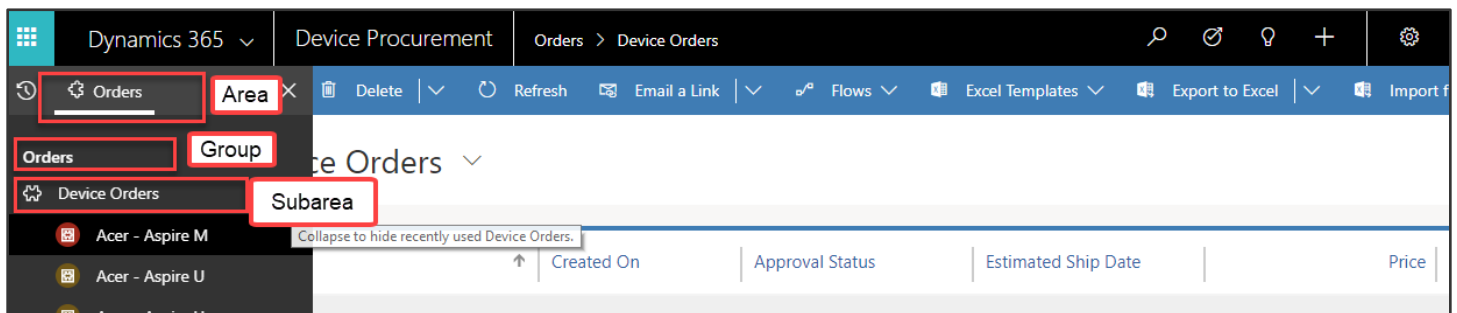 Dynamics 365 Device Procurement Orders > Device Orders
Orders Area Delete Refresh Email a Link Flows Excel Templates Export to Excel Import f
Orders Group ce Orders
Device Orders Subarea
Acer - Aspire M Collapse to hide recently used Device Orders.
Created On Approval Status Estimated Ship Date Price
Acer - Aspire U